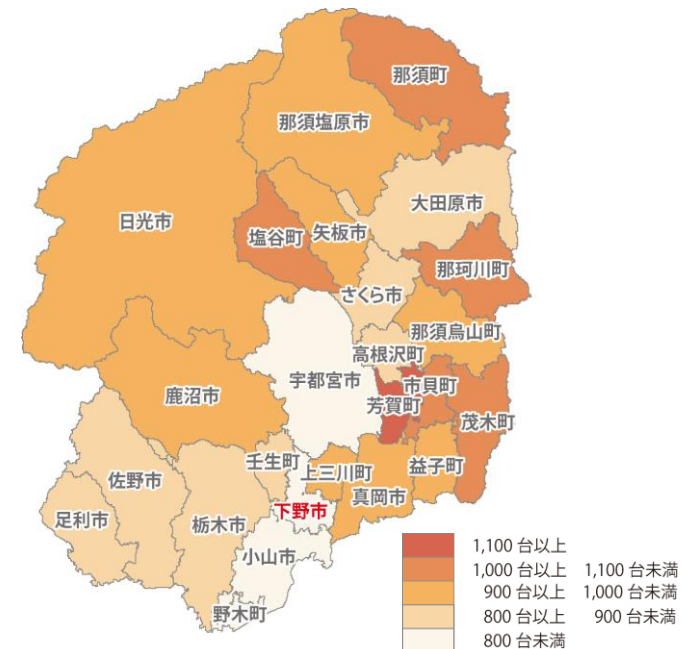 那須町
那須塩原市
大田原市
日光市
塩谷町
矢板市
那珂川町
さくら市
那須烏山町
高根沢町
宇都宮市
市貝町
鹿沼市
芳賀町
茂木町
壬生町
上三川町
益子町
佐野市
真岡市
下野市
足利市
栃木市
小山市
野木町
1,100 台以上
1,000 台以上 1,100 台未満
900 台以上 1,000 台未満
800 台以上 900 台未満
800 台未満